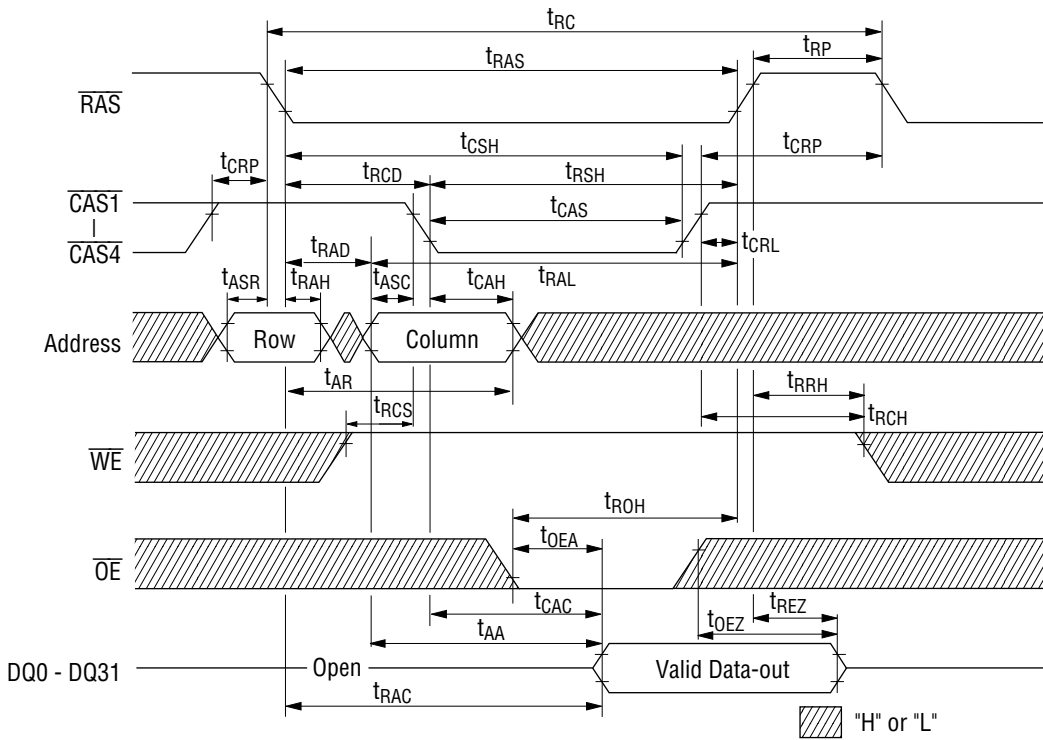 tRC
tRAS
tRP
RAS
tCSH
tCRP
tCRP
tRCD
tRSH
CAS1
tCAS
CAS4
tRAD
tCRL
tRAL
tASR
tRAH
tASC
tCAH
Address
Row
Column
tAR
tRRH
tRCS
tRCH
WE
tROH
tOEA
OE
tCAC
tREZ
tOEZ
tAA
DQ0 - DQ31
Open
Valid Data-out
tRAC
"H" or "L"